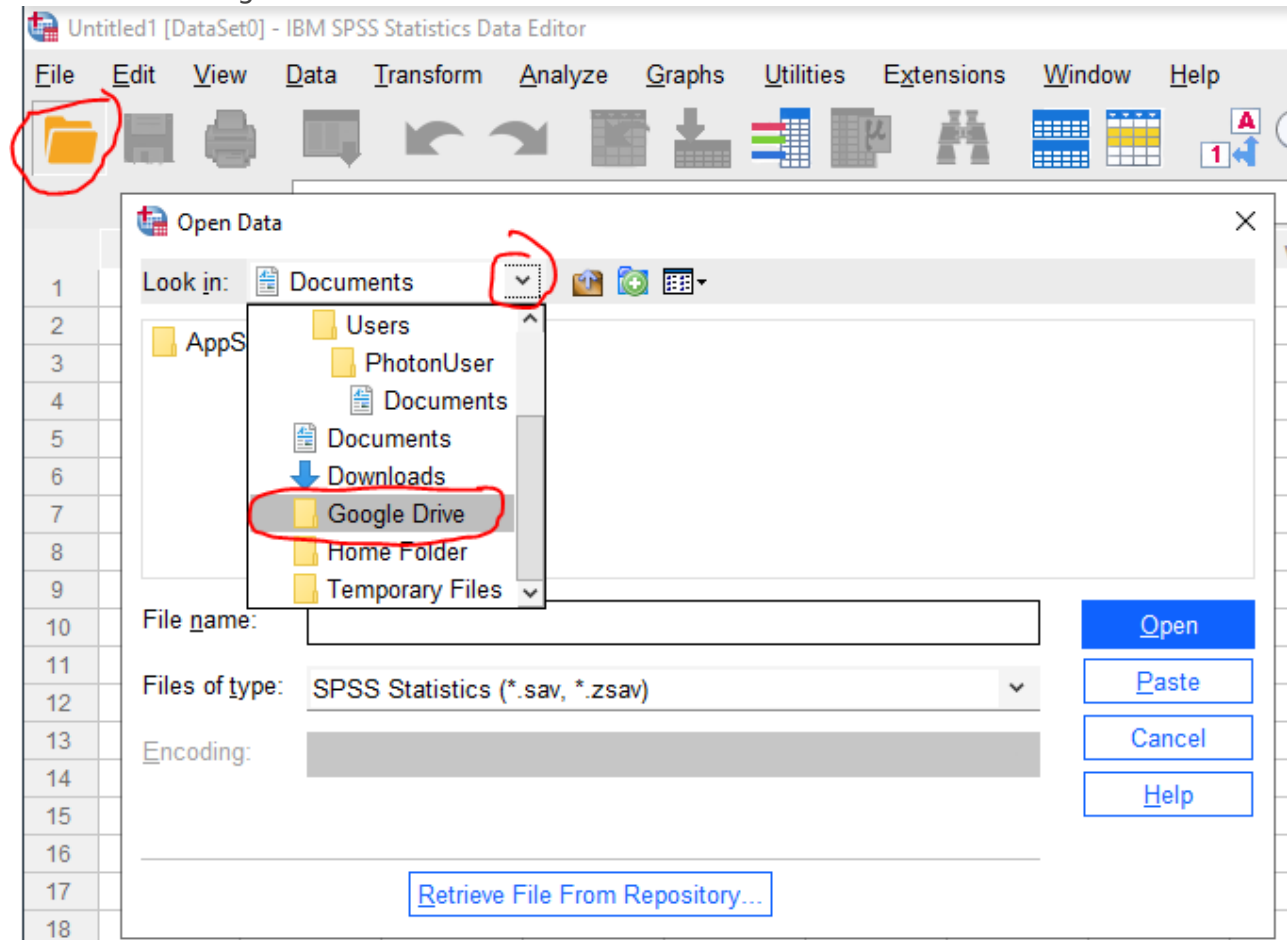 Untitled1 [DataSet0] - IBM SPSS Statistics Data Editor
File Edit View Data Transform Analyze Graphs Utilities Extensions Window Help
A
1
Open Data
Look in: Documents
1
2
3
4
5
6
7
8
9
10
11
12
13
14
15
16
17
18
AppS
Users
PhotonUser
Documents
Documents
Downloads
Google Drive
Home Folder
Temporary Files
File name:
Open
Files of type: SPSS Statistics (*.sav, *.zsav)
Paste
Encoding:
Cancel
Help
Retrieve File From Repository...